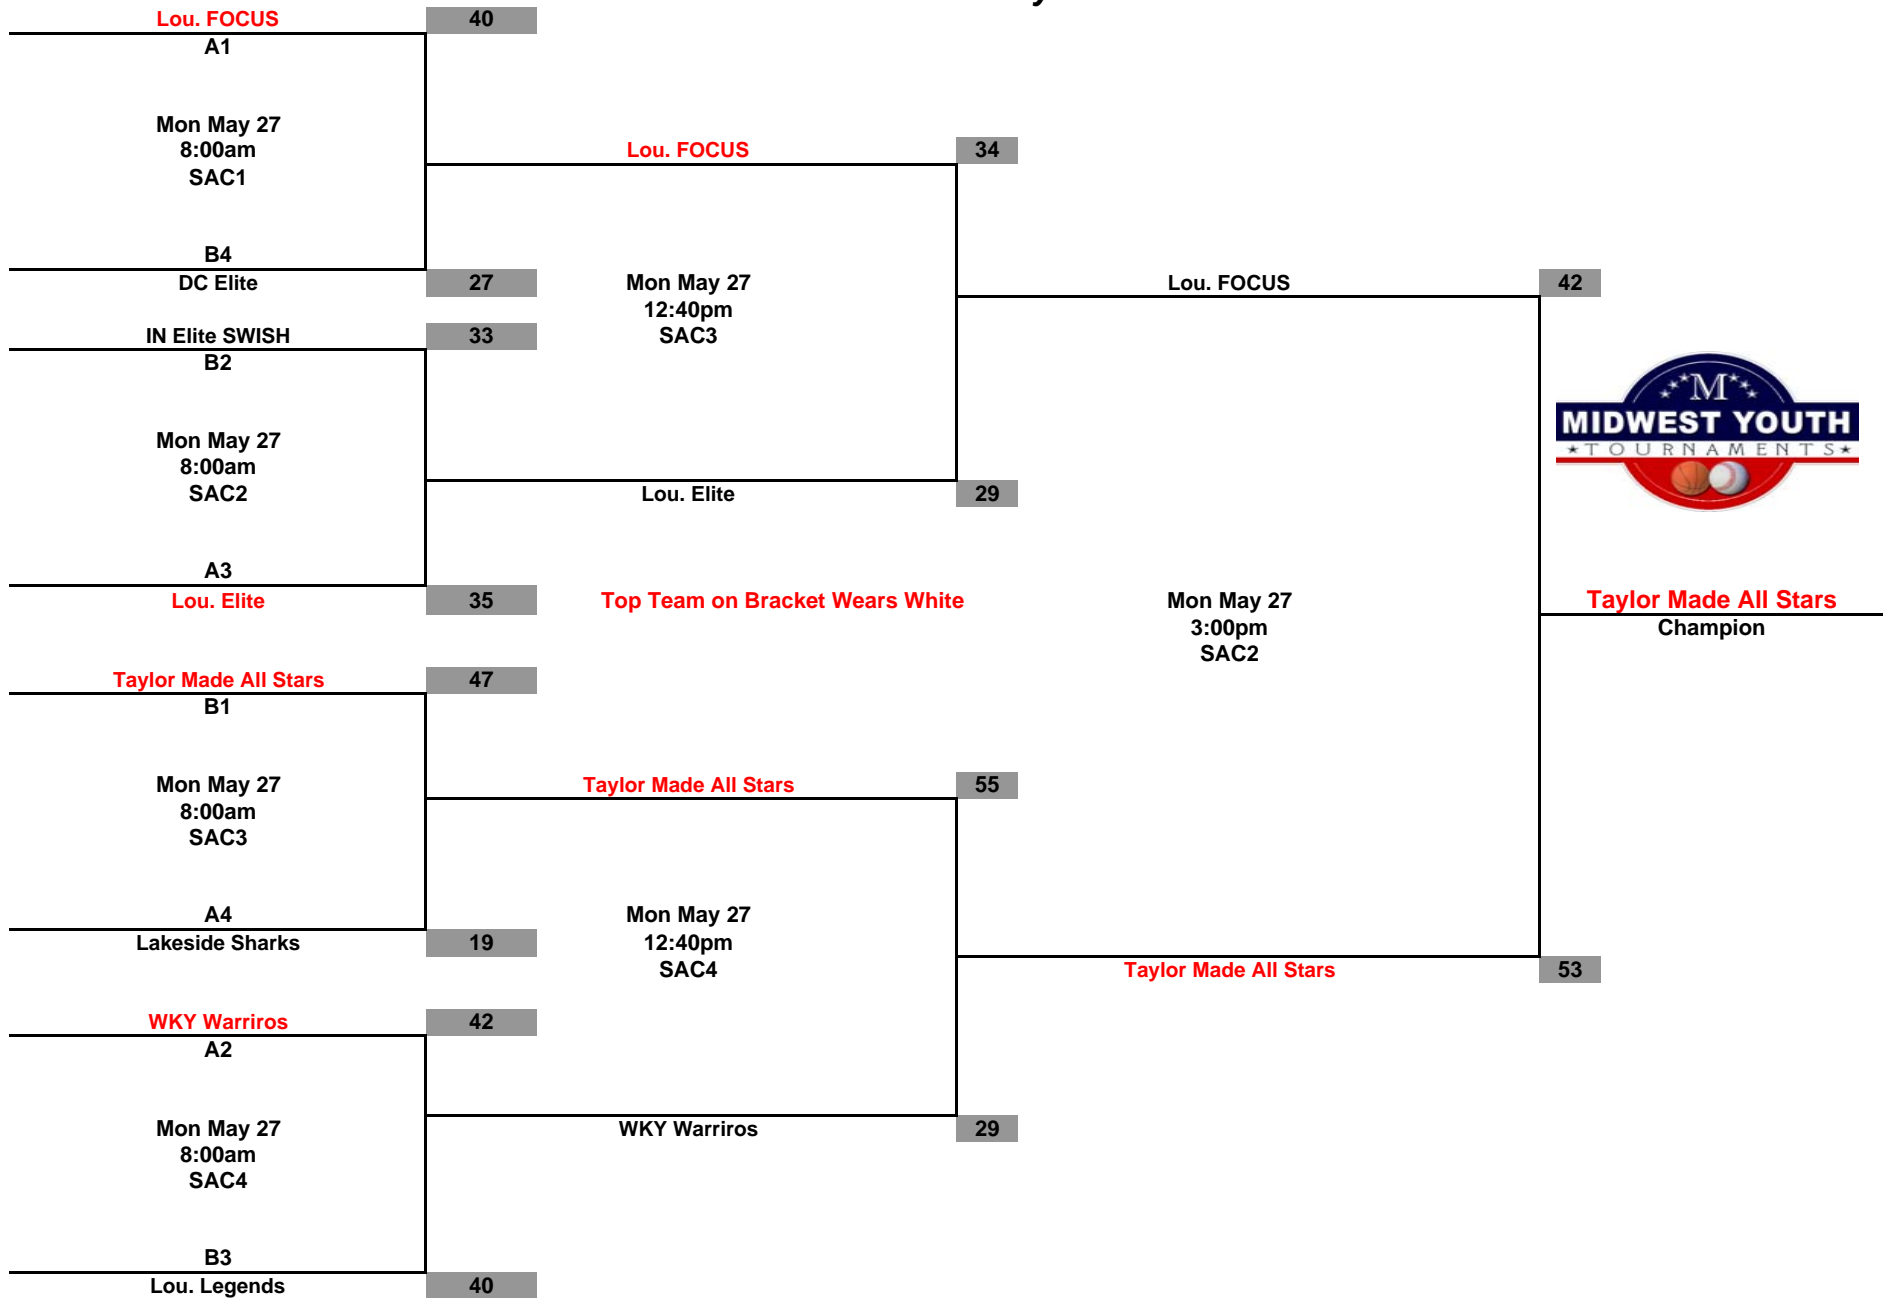 Lou. FOCUS 40
A1
Mon May 27
8:00am
SAC1
B4
DC Elite 27
IN Elite SWISH 33
B2
Mon May 27
8:00am
SAC2
A3
Lou. Elite 35
Taylor Made All Stars 47
B1
Mon May 27
8:00am
SAC3
A4
Lakeside Sharks 19
WKY Warriros 42
A2
Mon May 27
8:00am
SAC4
B3
Lou. Legends 40
Lou. FOCUS 34
Mon May 27
12:40pm
SAC3
Lou. Elite 29
Top Team on Bracket Wears White
Taylor Made All Stars 55
Mon May 27
12:40pm
SAC4
WKY Warriros 29
Lou. FOCUS 42
Mon May 27
3:00pm
SAC2
Taylor Made All Stars 53
M
MIDWEST YOUTH
TOURNAMENTS
Taylor Made All Stars
Champion